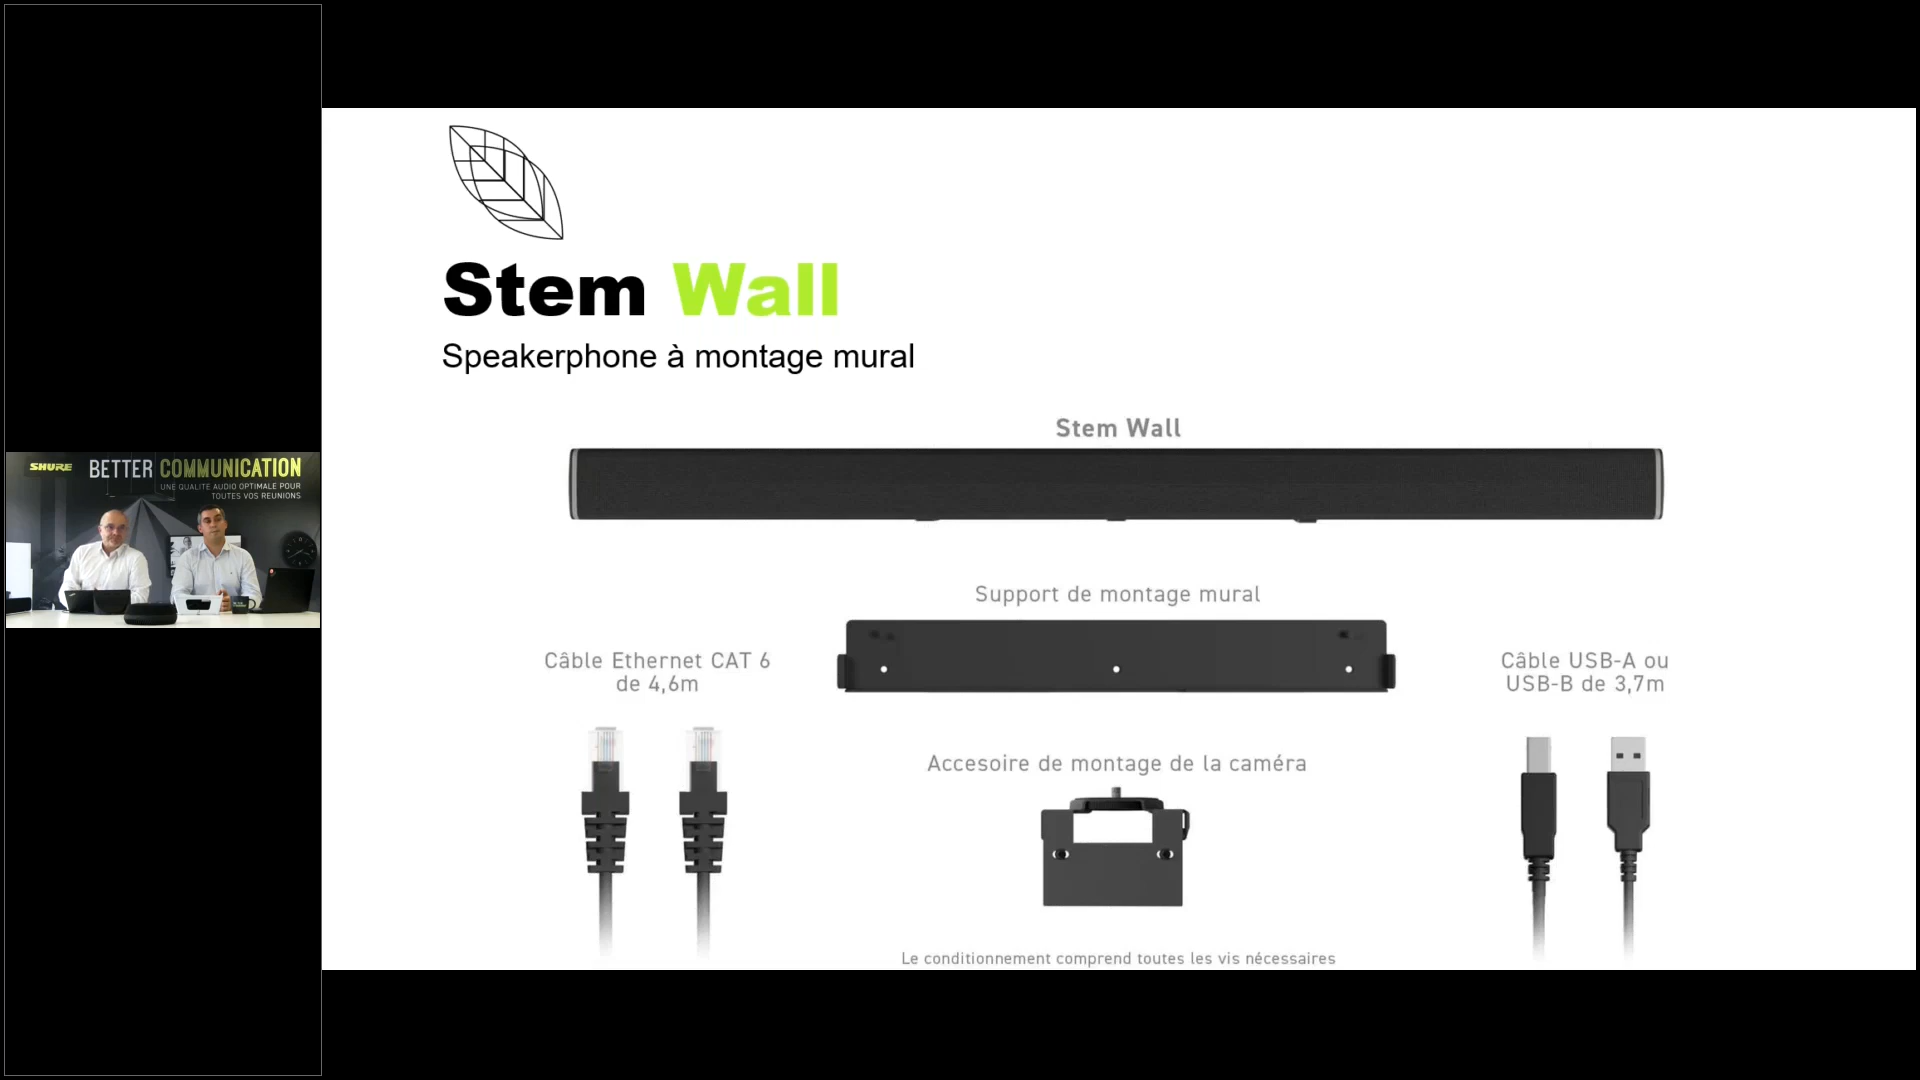 SHURE
BETTER COMMUNICATION
UNE QUALITE AUDIO OPTIMALE POUR
TOUTES VOS REUNIONS
Stem Wall
Speakerphone à montage mural
Stem Wall
Support de montage mural
Câble Ethernet CAT 6
de 4,6m
Câble USB-A ou
USB-B de 3,7m
Accesoire de montage de la caméra
Le conditionnement comprend toutes les vis nécessaires